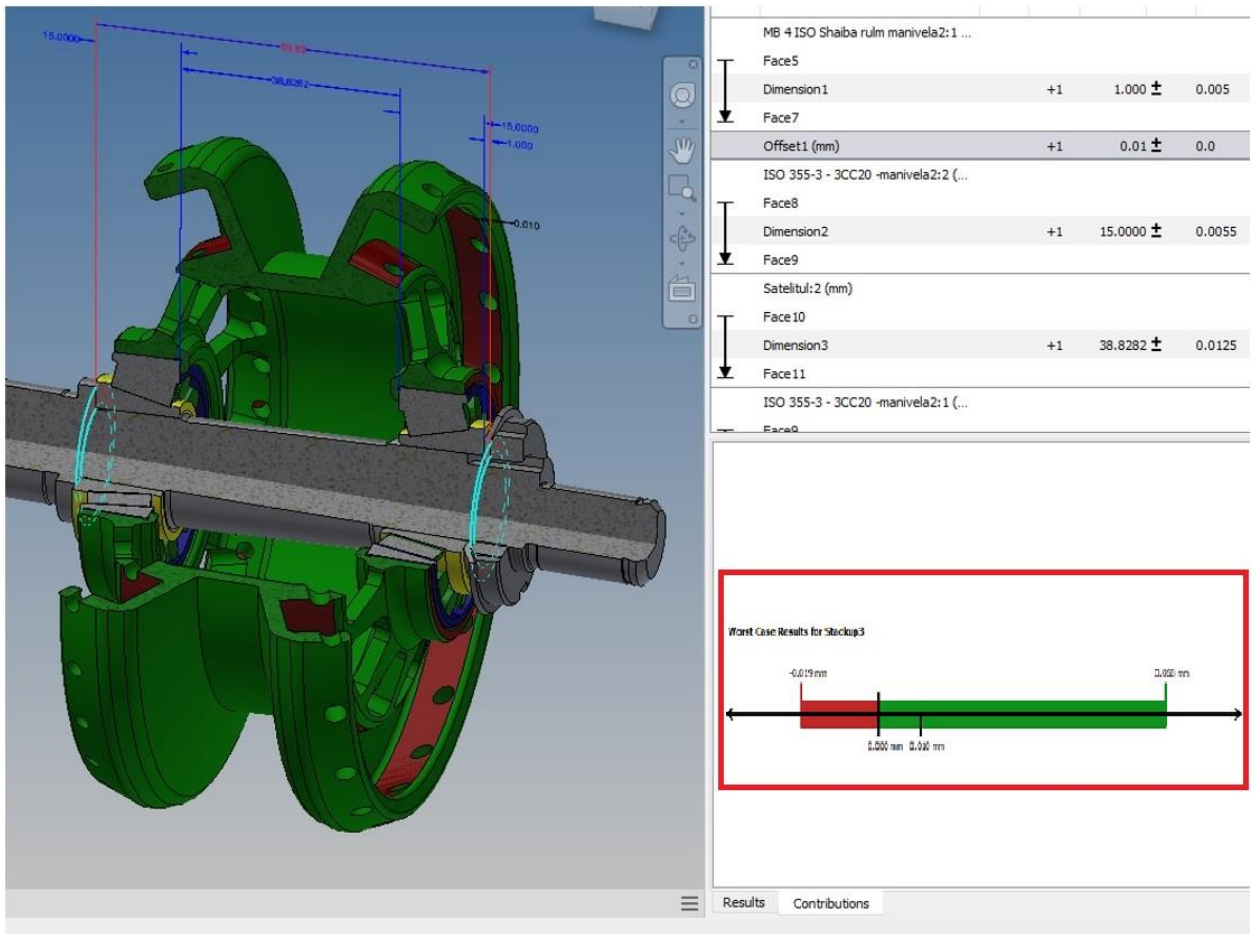 15.0000
38.8282
15.0000
1.000
0.010
MB 4 ISO Shaiba rulm manivela2:1 ...
Face5
Dimension1 +1 1.000 ± 0.005
Face7
Offset1 (mm) +1 0.01 ± 0.0
ISO 355-3 - 3CC20 -manivela2:2 (...
Face8
Dimension2 +1 15.0000 ± 0.0055
Face9
Satelitul:2 (mm)
Face10
Dimension3 +1 38.8282 ± 0.0125
Face11
ISO 355-3 - 3CC20 -manivela2:1 (...
Face9
Worst Case Results for Stackup3
-0.019 mm
0.000 mm
Results Contributions